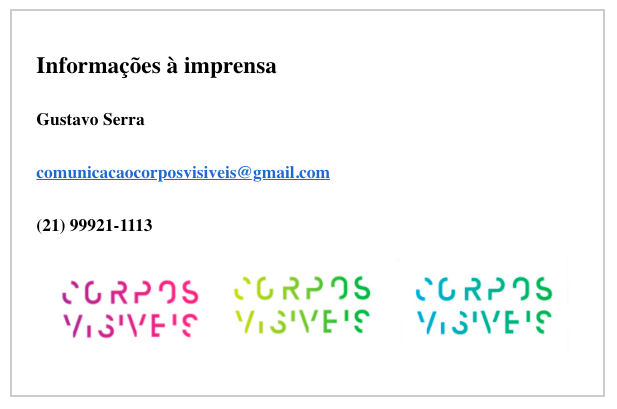 Informações à imprensa
Gustavo Serra
comunicacaocorposvisiveis@gmail.com
(21) 99921-1113
CORPOS CORPOS CORPOS
VISIVEIS VISIVEIS VISIVEIS